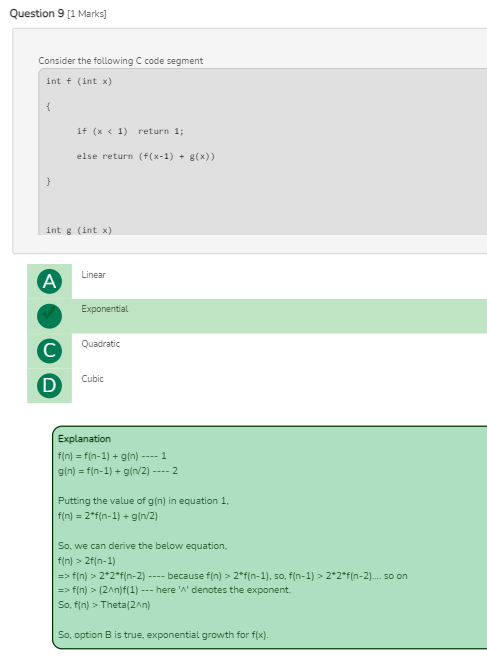 Question 9 [1 Marks]
Consider the following C code segment
int f (int x)
{
if (x < 1) return 1;
else return (f(x-1) + g(x))
}
int g (int x)
A Linear
Exponential
C Quadratic
D Cubic
Explanation
f(n) = f(n-1) + g(n) ---- 1
g(n) = f(n-1) + g(n/2) ---- 2
Putting the value of g(n) in equation 1,
f(n) = 2*f(n-1) + g(n/2)
So, we can derive the below equation,
f(n) > 2f(n-1)
=> f(n) > 2*2*f(n-2) ---- because f(n) > 2*f(n-1), so, f(n-1) > 2*2*f(n-2).... so on
=> f(n) > (2^n)f(1) --- here '^' denotes the exponent.
So, f(n) > Theta(2^n)
So, option B is true, exponential growth for f(x).